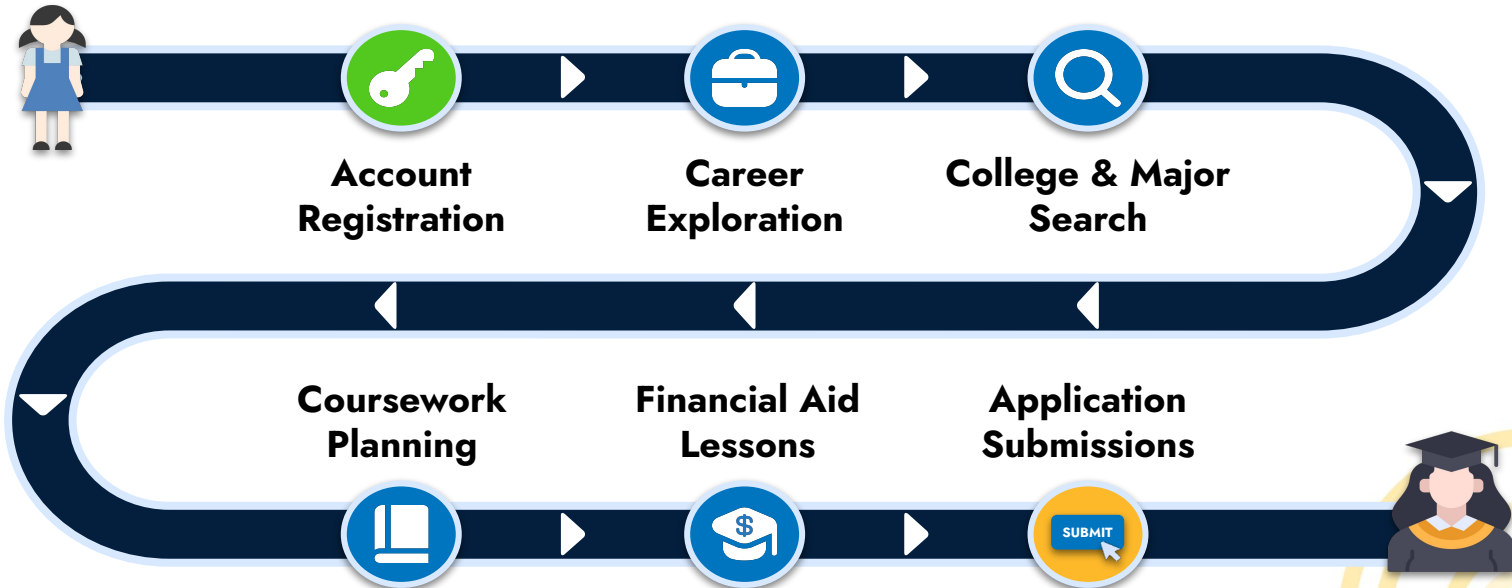 Account
Registration
Career
Exploration
College & Major
Search
Coursework
Planning
Financial Aid
Lessons
Application
Submissions
$
SUBMIT